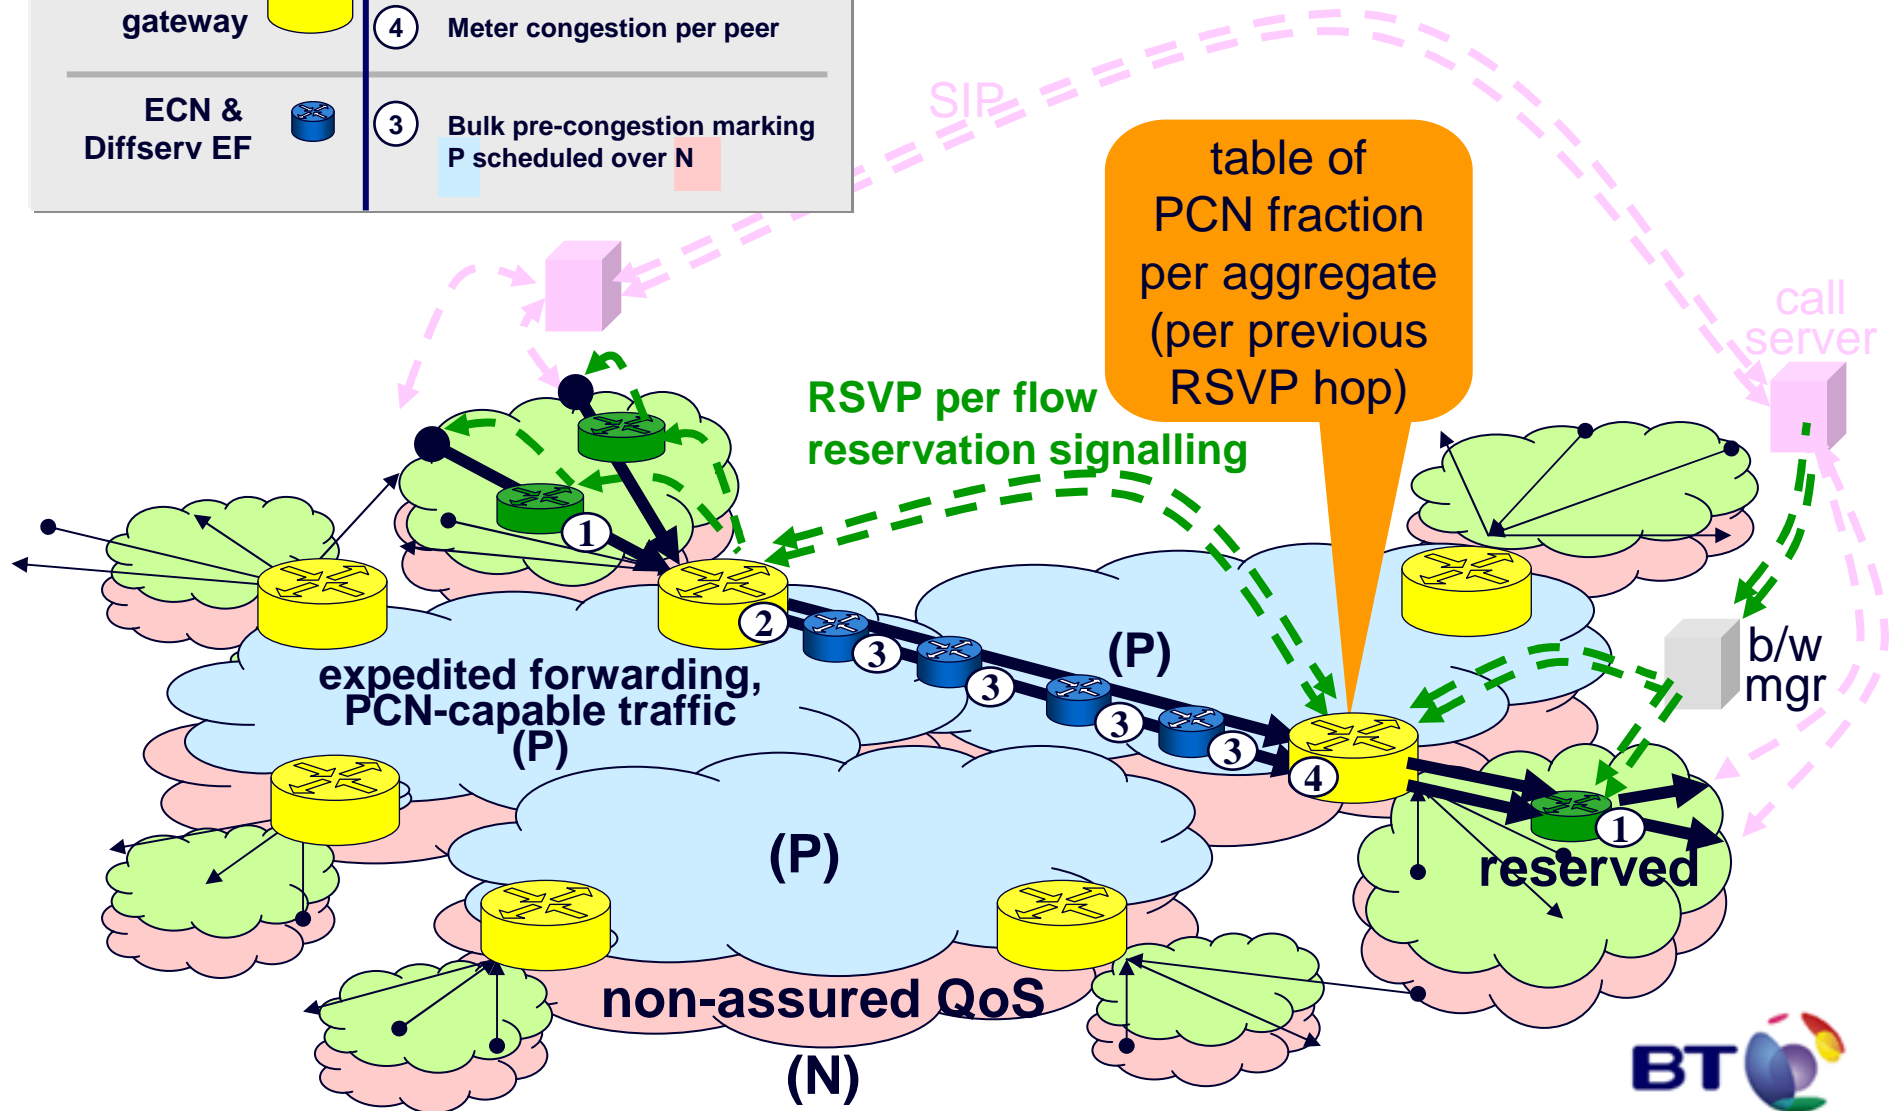 gateway
4 Meter congestion per peer
ECN &
Diffserv EF
3 Bulk pre-congestion marking
P scheduled over N
SIP
table of
PCN fraction
per aggregate
(per previous
RSVP hop)
call
server
RSVP per flow
reservation signalling
1
2
3
3
3
3
4
1
(P)
b/w
mgr
expedited forwarding,
PCN-capable traffic
(P)
reserved
(P)
non-assured QoS
(N)
BT